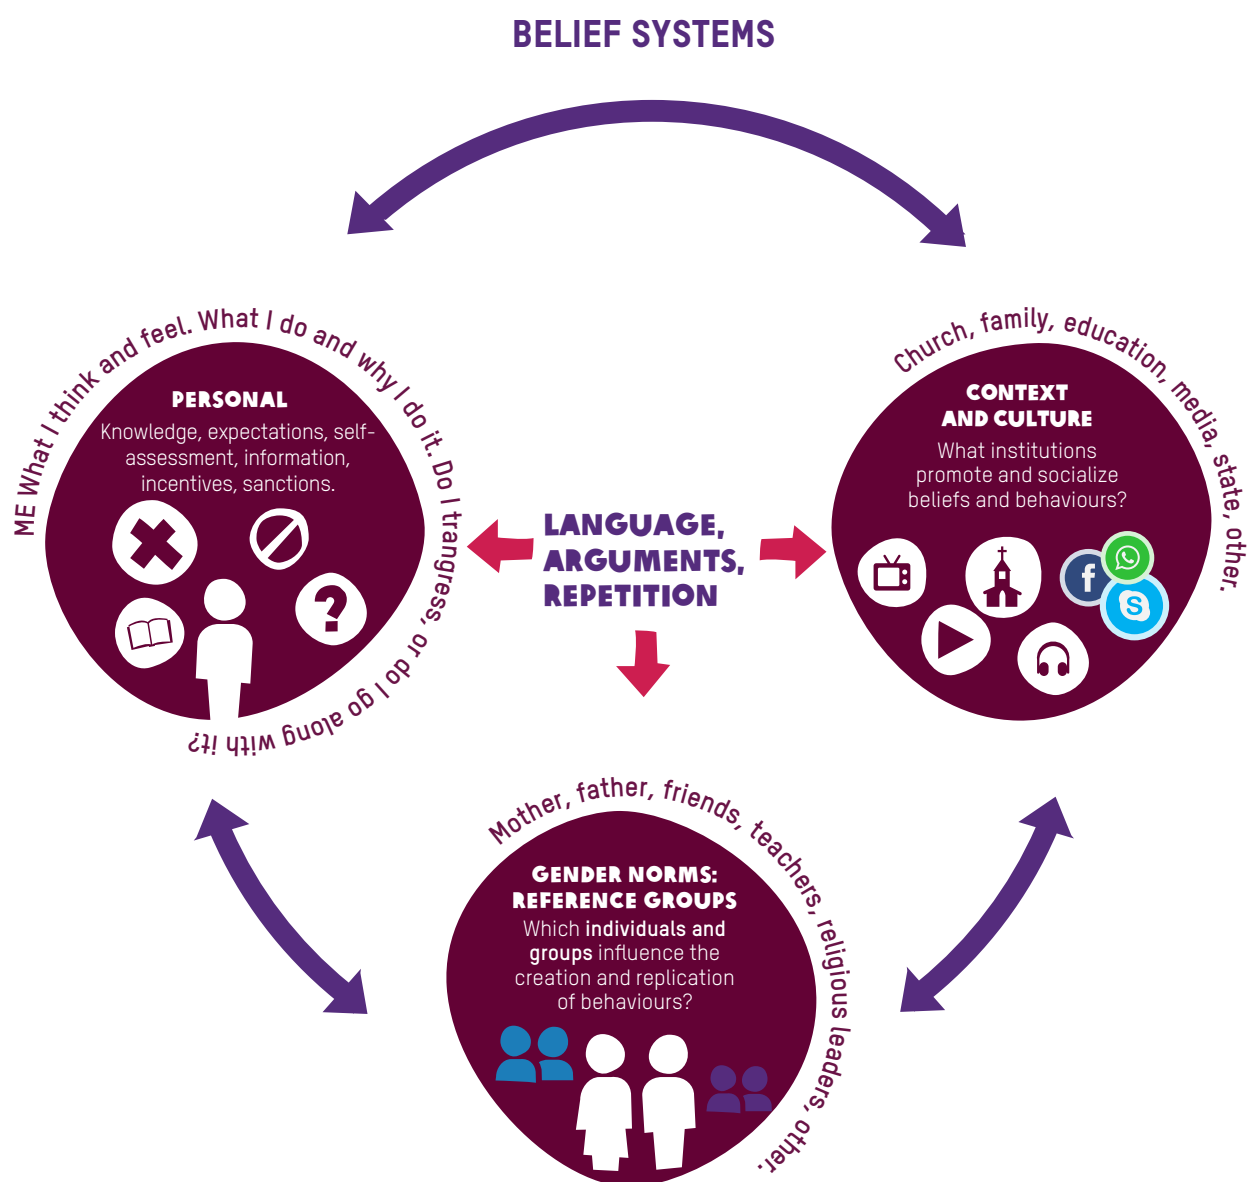 BELIEF SYSTEMS
ME What I think and feel. What I do and why I do it. Do I trangress, or do I go along with it?
PERSONAL
Knowledge, expectations, self-
assessment, information,
incentives, sanctions.
LANGUAGE,
ARGUMENTS,
REPETITION
Church, family, education, media, state, other.
CONTEXT
AND CULTURE
What institutions
promote and socialize
beliefs and behaviours?
f
S
Mother, father, friends, teachers, religious leaders, other.
GENDER NORMS:
REFERENCE GROUPS
Which individuals and
groups influence the
creation and replication
of behaviours?